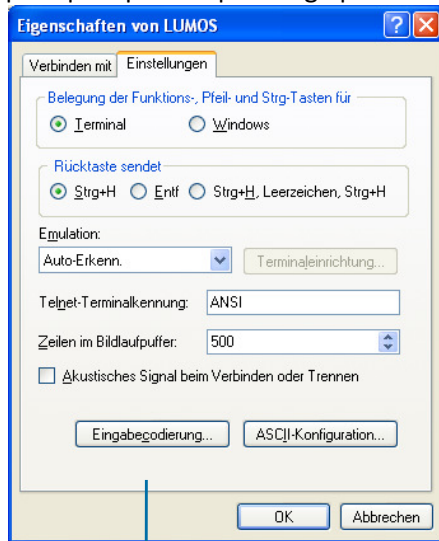 Eigenschaften von LUMOS
Verbinden mit Einstellungen
Belegung der Funktions-, Pfeil- und Strg-Tasten für
Terminal Windows
Rücktaste sendet
Strg+H Entf Strg+H, Leerzeichen, Strg+H
Emulation:
Auto-Erkenn. Terminaleinrichtung...
Telnet-Terminalkennung: ANSI
Zeilen im Bildlaufpuffer: 500
Akustisches Signal beim Verbinden oder Trennen
Eingabecodierung... ASCII-Konfiguration...
OK Abbrechen